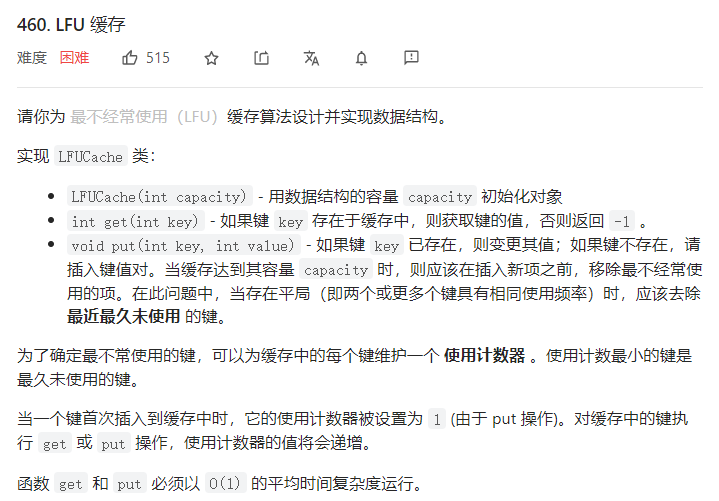 460. LFU 缓存
难度 困难 515
请你为 最不经常使用（LFU）缓存算法设计并实现数据结构。
实现 LFUCache 类：
LFUCache(int capacity) - 用数据结构的容量 capacity 初始化对象
int get(int key) - 如果键 key 存在于缓存中，则获取键的值，否则返回 -1 。
void put(int key, int value) - 如果键 key 已存在，则变更其值；如果键不存在，请
插入键值对。当缓存达到其容量 capacity 时，则应该在插入新项之前，移除最不经常使
用的项。在此问题中，当存在平局（即两个或更多个键具有相同使用频率）时，应该去除
最近最久未使用 的键。
为了确定最不常使用的键，可以为缓存中的每个键维护一个 使用计数器 。使用计数最小的键是
最久未使用的键。
当一个键首次插入到缓存中时，它的使用计数器被设置为 1 (由于 put 操作)。对缓存中的键执
行 get 或 put 操作，使用计数器的值将会递增。
函数 get 和 put 必须以 O(1) 的平均时间复杂度运行。